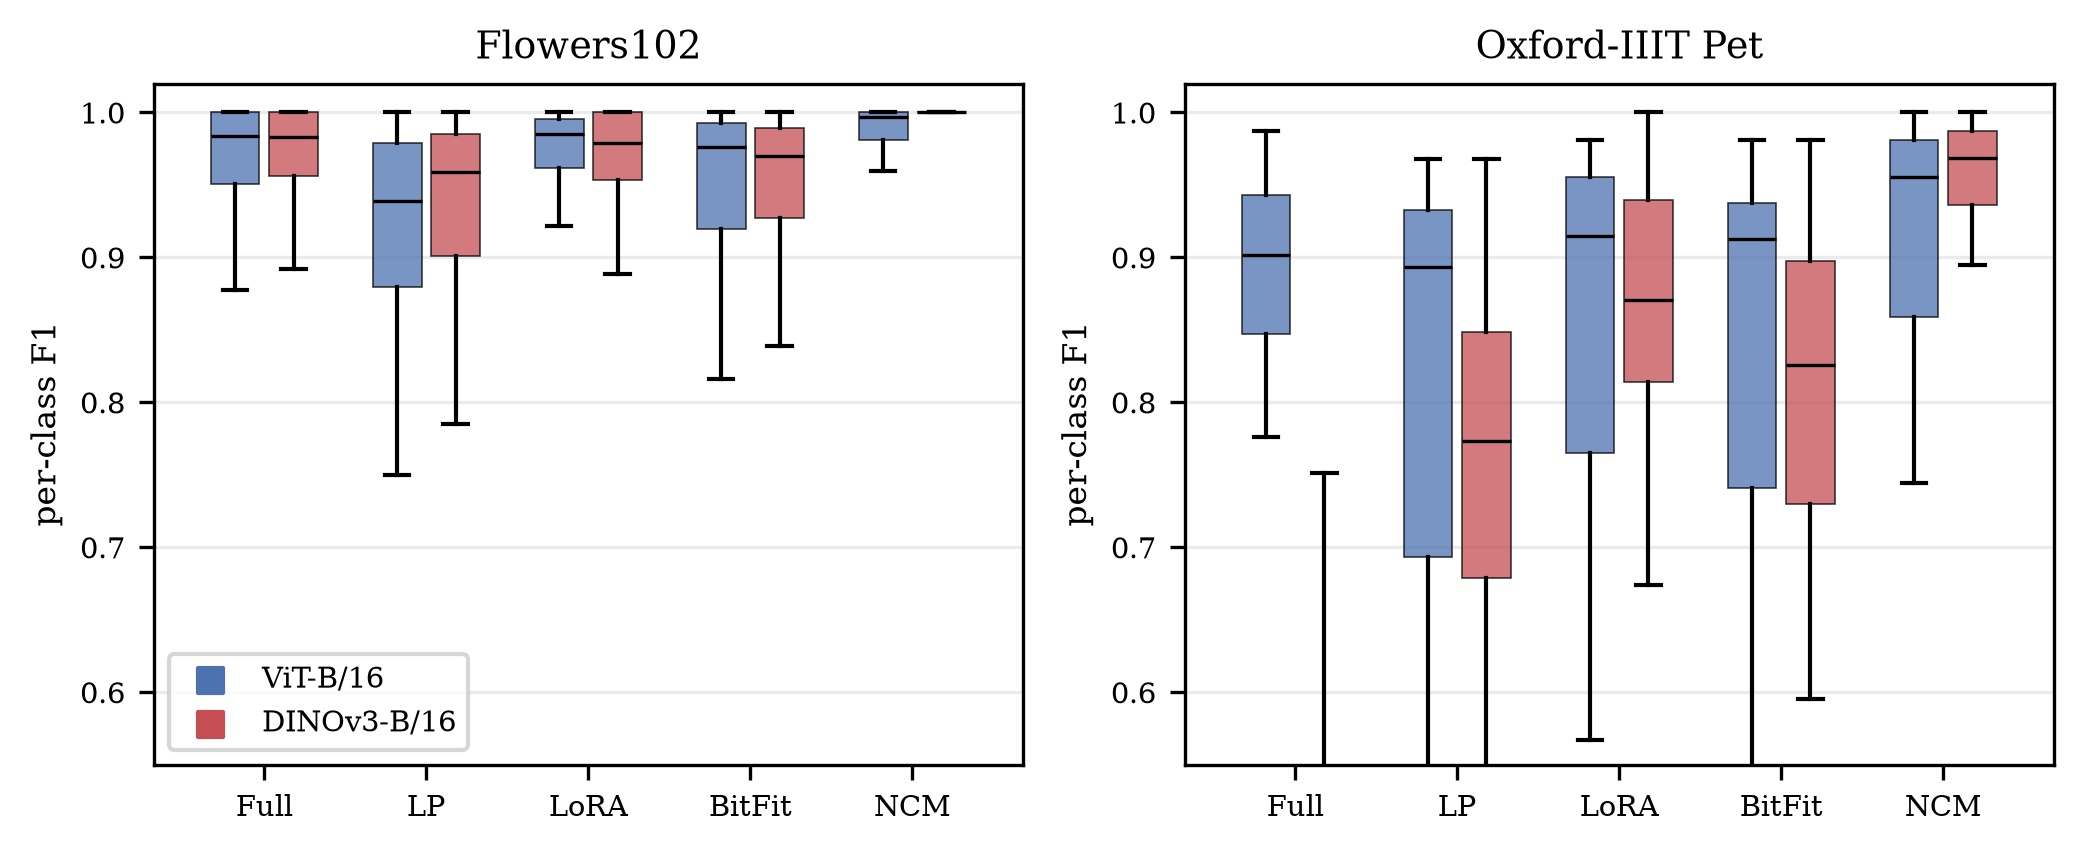 Flowers102
per-class F1
1.0
0.9
0.8
0.7
0.6
ViT-B/16
DINOv3-B/16
Full LP LoRA BitFit NCM
Oxford-IIIT Pet
per-class F1
1.0
0.9
0.8
0.7
0.6
Full LP LoRA BitFit NCM